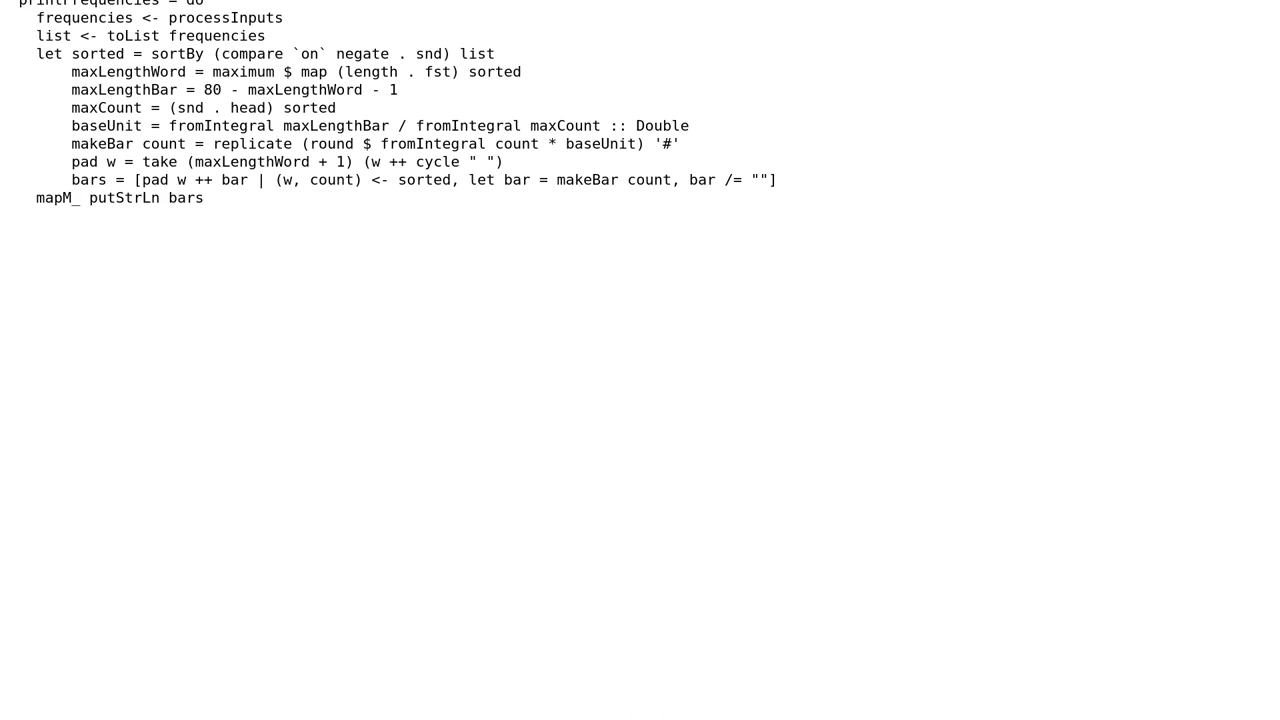 printFrequencies = do
  frequencies <- processInputs
  list <- toList frequencies
  let sorted = sortBy (compare `on` negate . snd) list
      maxLengthWord = maximum $ map (length . fst) sorted
      maxLengthBar = 80 - maxLengthWord - 1
      maxCount = (snd . head) sorted
      baseUnit = fromIntegral maxLengthBar / fromIntegral maxCount :: Double
      makeBar count = replicate (round $ fromIntegral count * baseUnit) '#'
      pad w = take (maxLengthWord + 1) (w ++ cycle " ")
      bars = [pad w ++ bar | (w, count) <- sorted, let bar = makeBar count, bar /= ""]
  mapM_ putStrLn bars